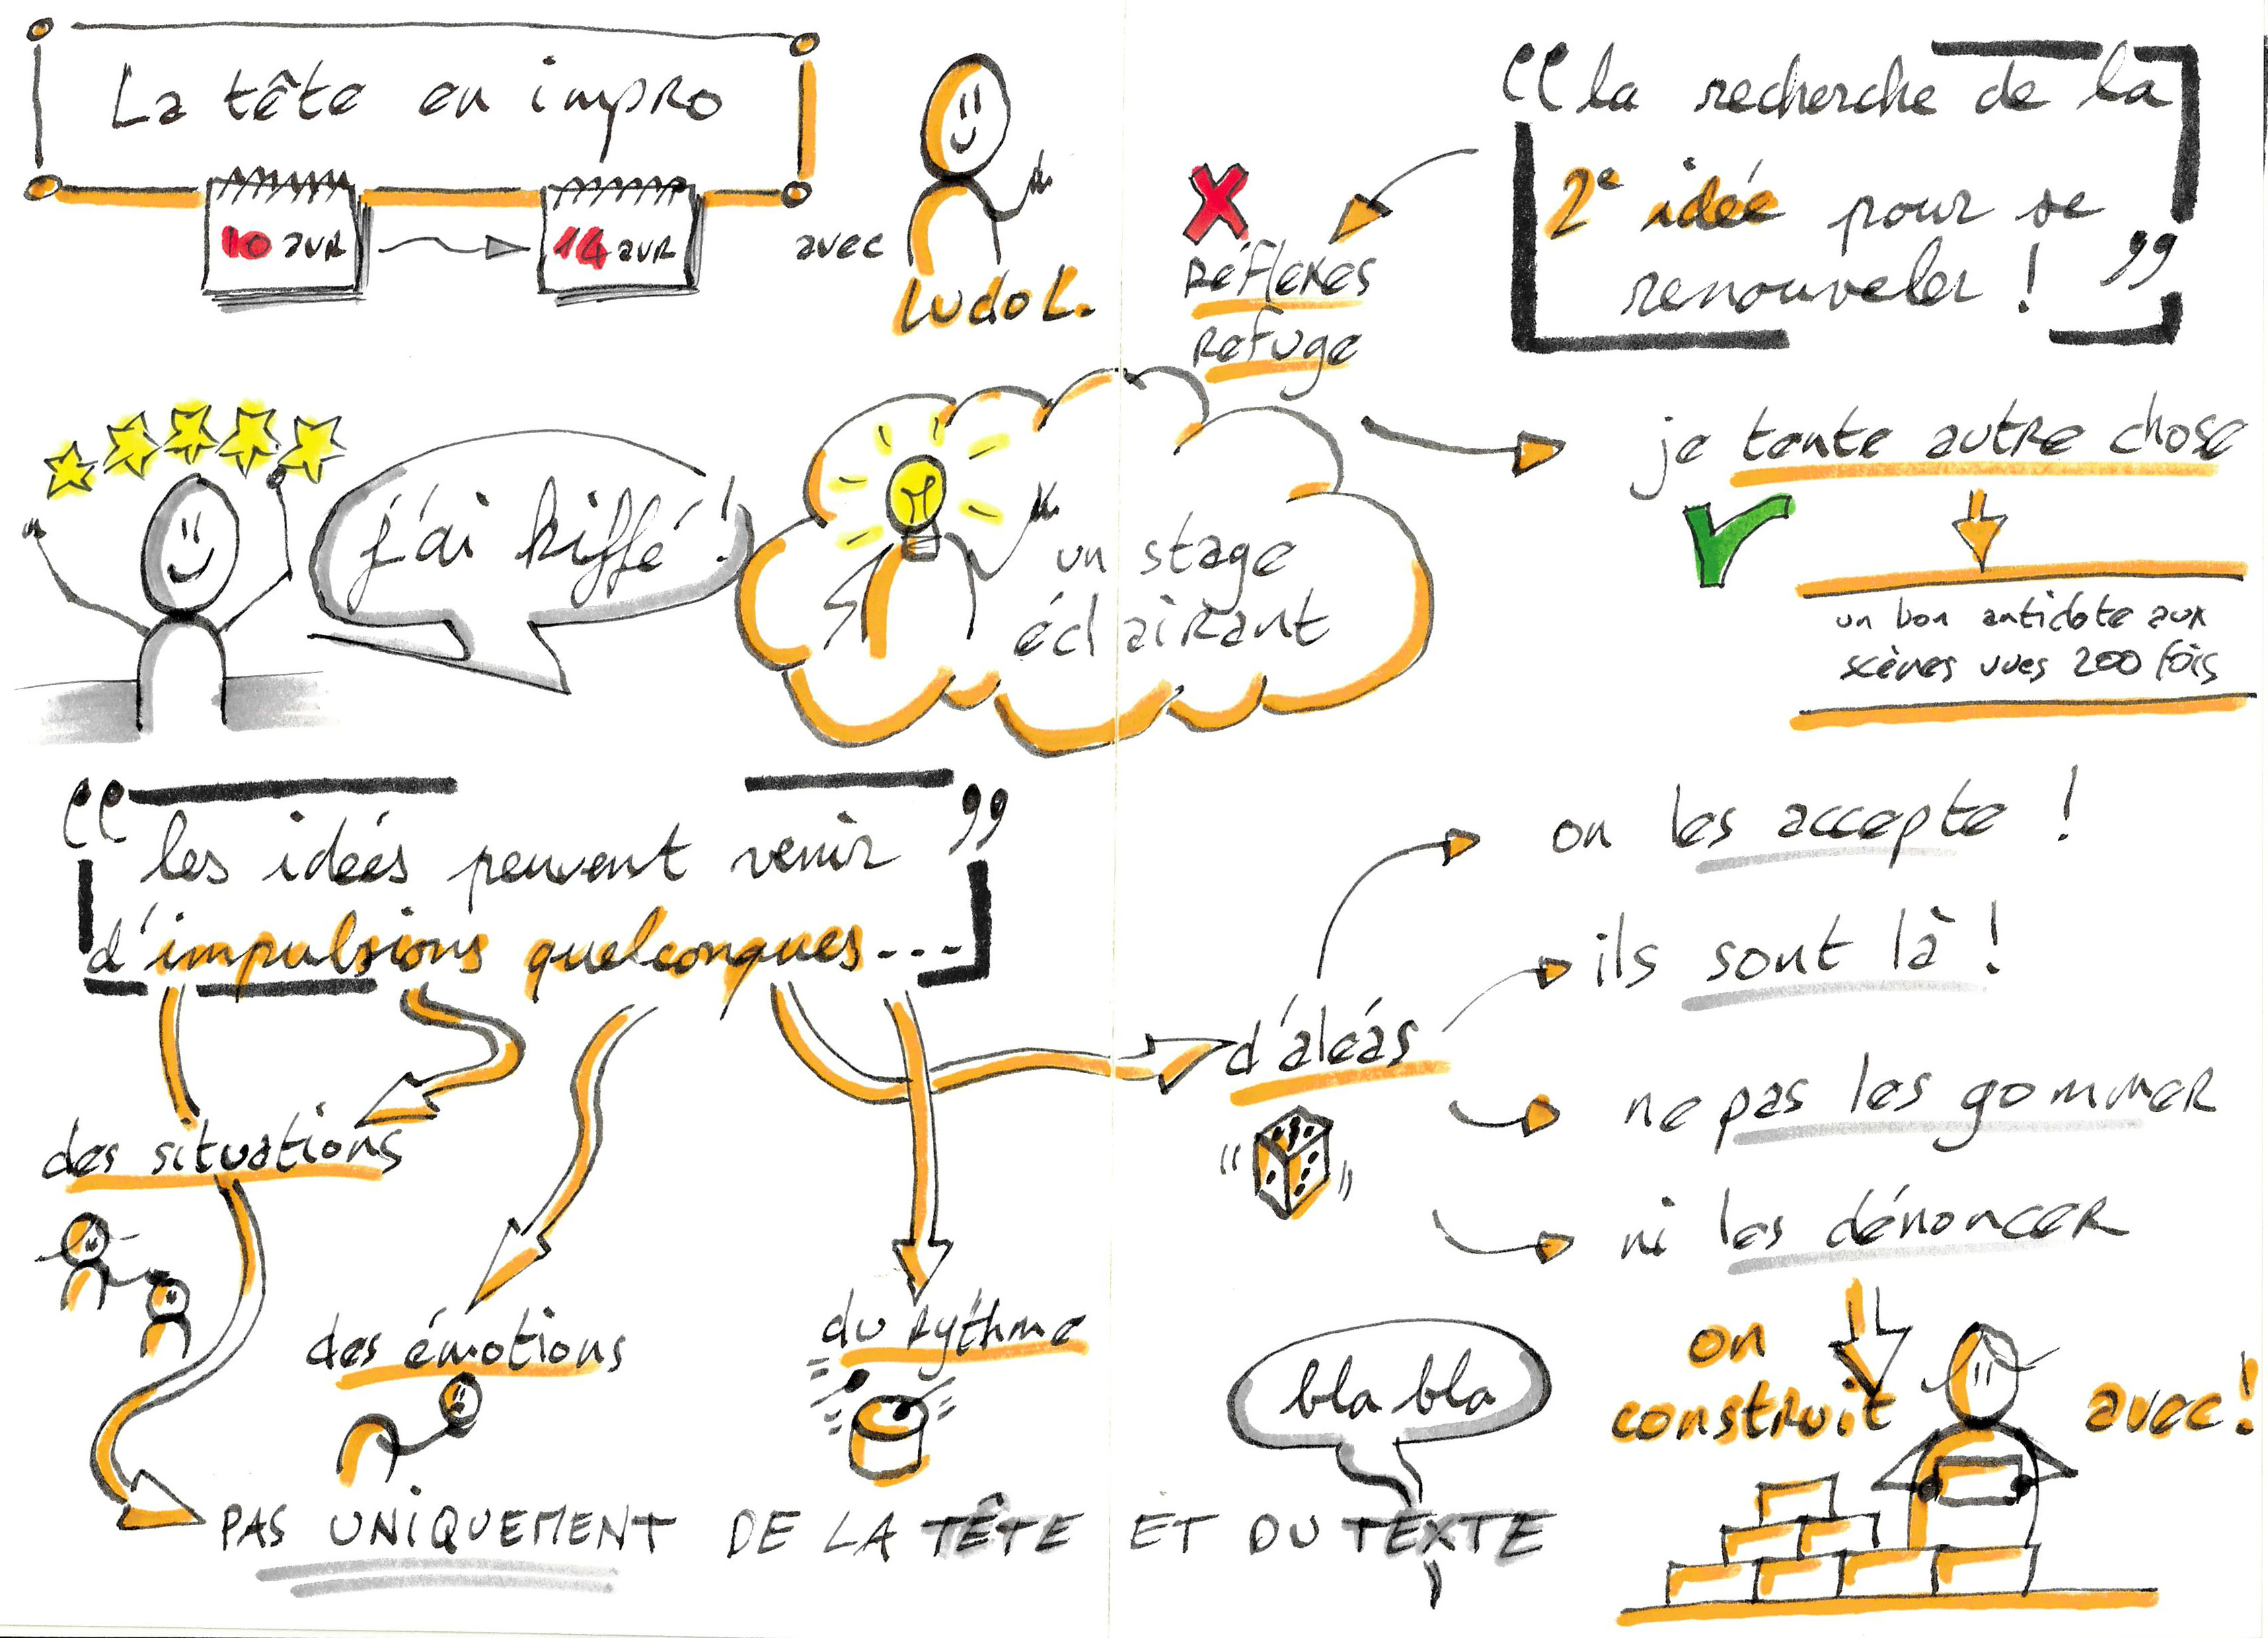 La tête en impro
10 avr
14 avr
avec
Ludo L.
la recherche de la
2e idée pour se
renouveler !
Réflexes
Refuge
je tente autre chose
un bon antidote aux
scènes vues 200 fois
j'ai kiffé !
un stage
éclairant
les idées peuvent venir
d'impulsions quelconques...
des situations
des émotions
du rythme
d'aléas
on les accepte !
ils sont là !
ne pas les gommer
ni les dénoncer
on
construit avec !
bla bla
PAS UNIQUEMENT DE LA TÊTE ET DU TEXTE